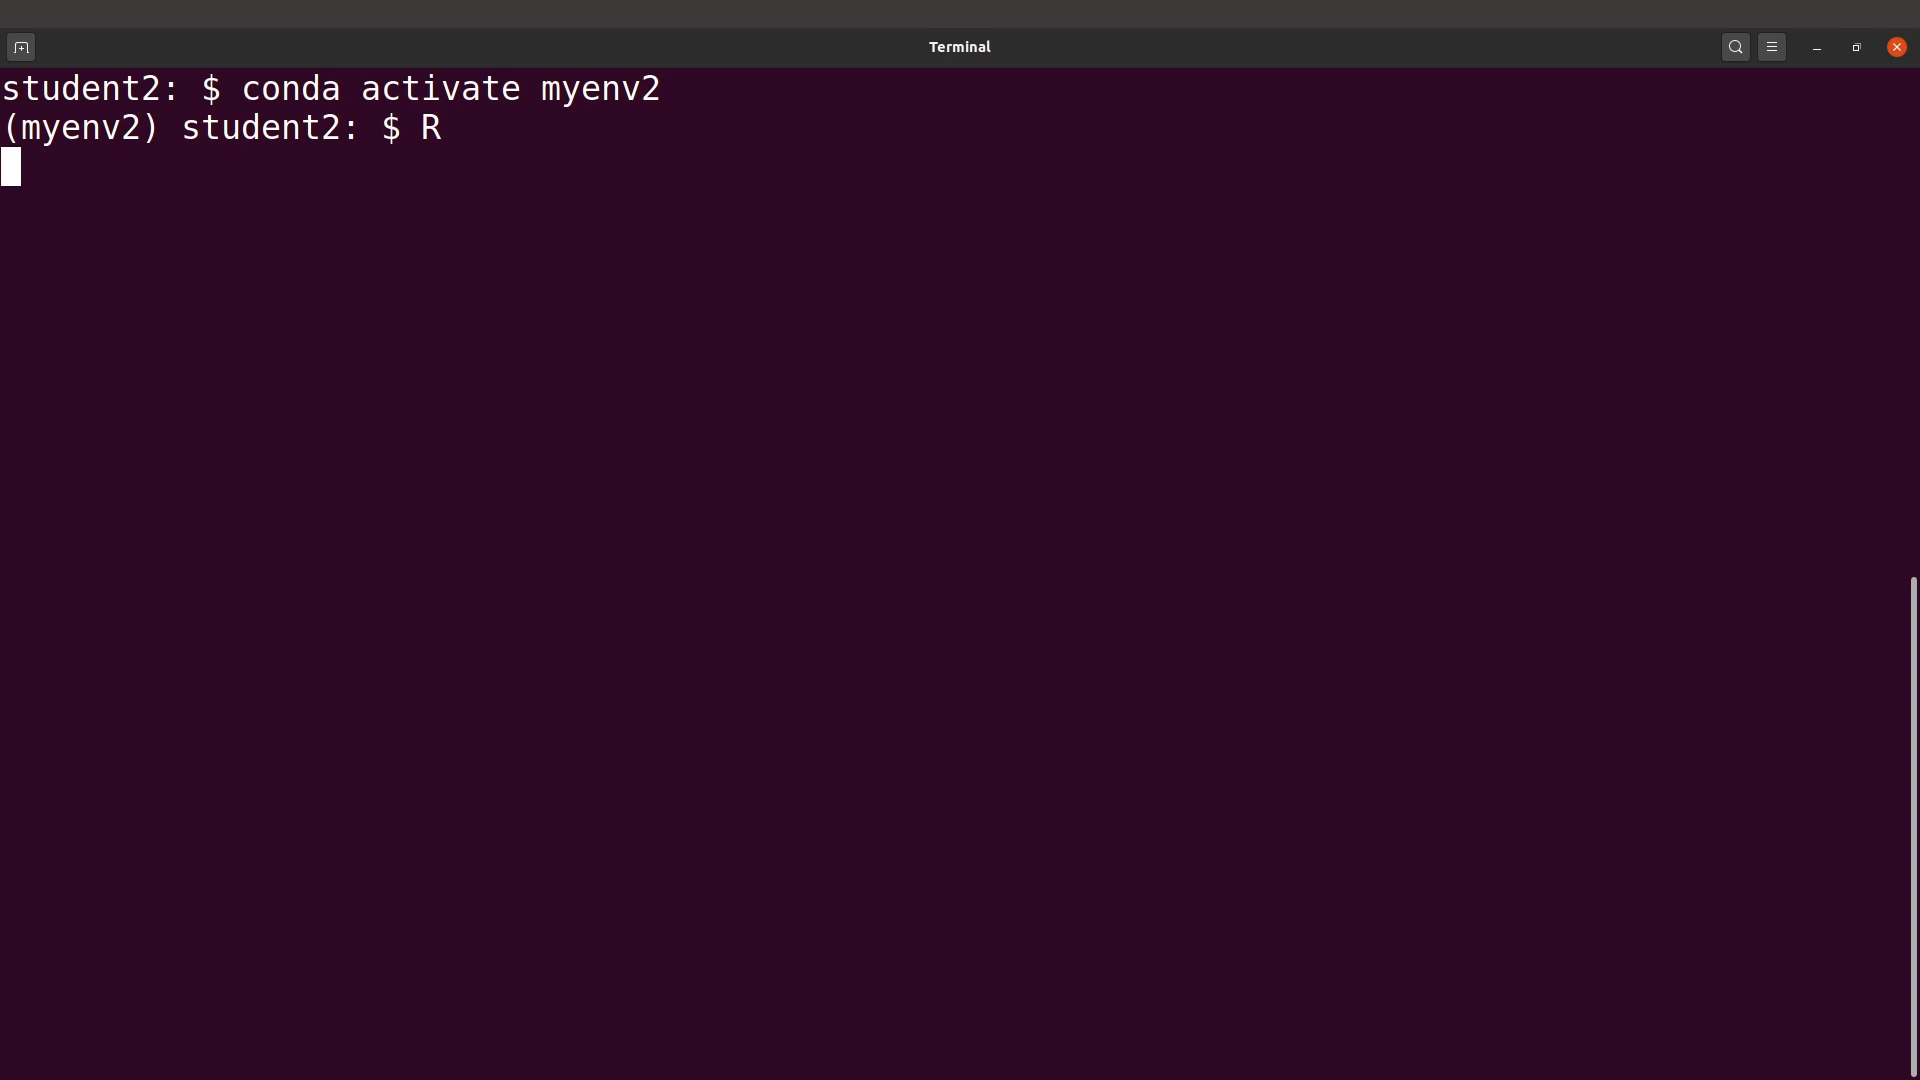 Terminal
student2: $ conda activate myenv2
(myenv2) student2: $ R